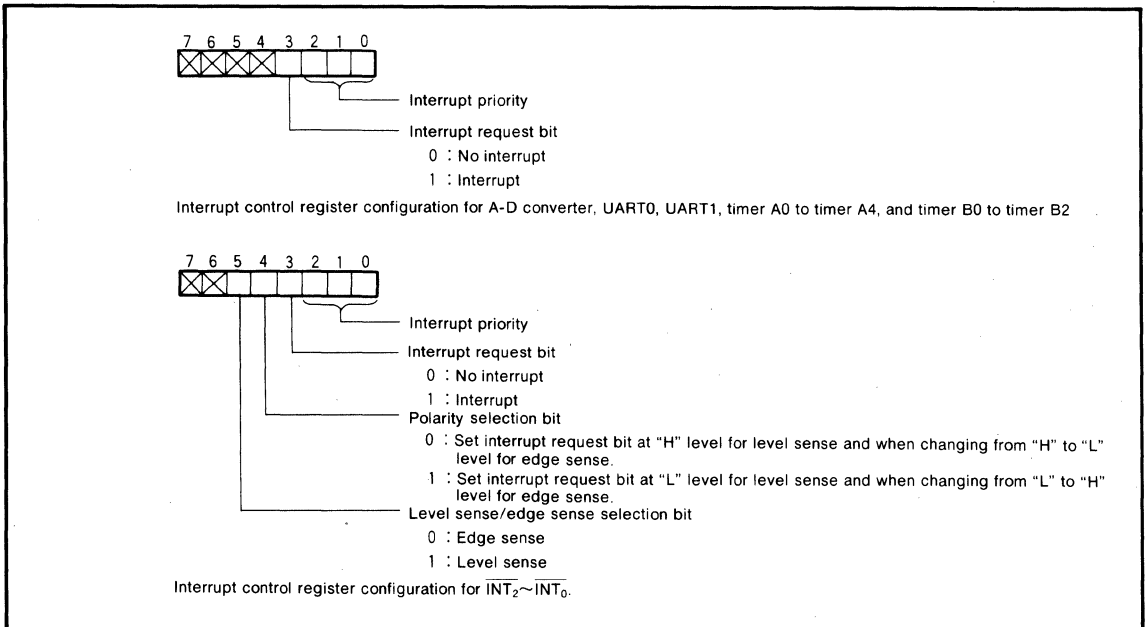 7 6 5 4 3 2 1 0
Interrupt priority
Interrupt request bit
0 : No interrupt
1 : Interrupt
Interrupt control register configuration for A-D converter, UART0, UART1, timer A0 to timer A4, and timer B0 to timer B2
7 6 5 4 3 2 1 0
Interrupt priority
Interrupt request bit
0 : No interrupt
1 : Interrupt
Polarity selection bit
0 : Set interrupt request bit at “H” level for level sense and when changing from “H” to “L”
level for edge sense.
1 : Set interrupt request bit at “L” level for level sense and when changing from “L” to “H”
level for edge sense.
Level sense/edge sense selection bit
0 : Edge sense
1 : Level sense
Interrupt control register configuration for I̅N̅T̅₂~I̅N̅T̅₀.